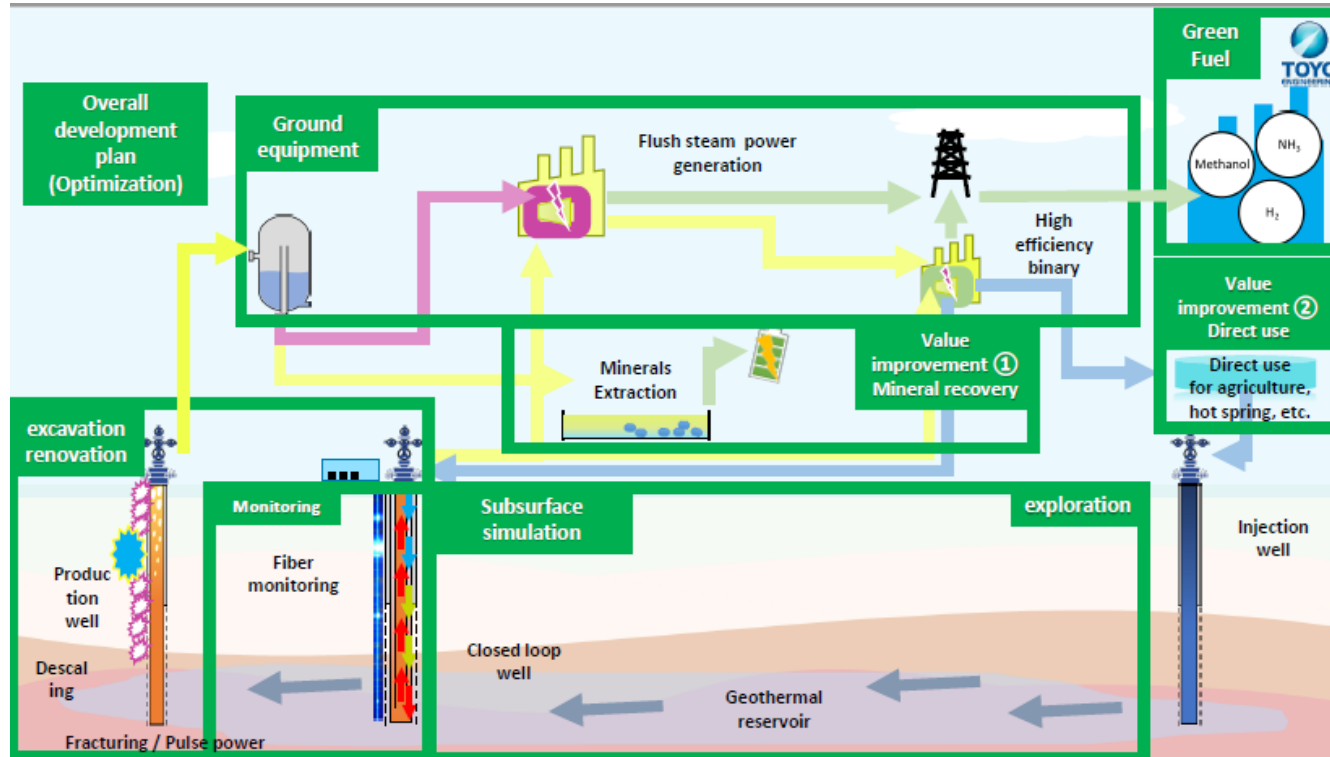 Green
Fuel
TOYO
ENGINEERING
Overall
development
plan
(Optimization)
Ground
equipment
Flush steam power
generation
Methanol
NH3
H2
High
efficiency
binary
Value
improvement ②
Direct use
Direct use
for agriculture,
hot spring, etc.
Minerals
Extraction
Value
improvement ①
Mineral recovery
excavation
renovation
Monitoring
Subsurface
simulation
exploration
Fiber
monitoring
Injection
well
Produc
tion
well
Descal
ing
Closed loop
well
Geothermal
reservoir
Fracturing / Pulse power